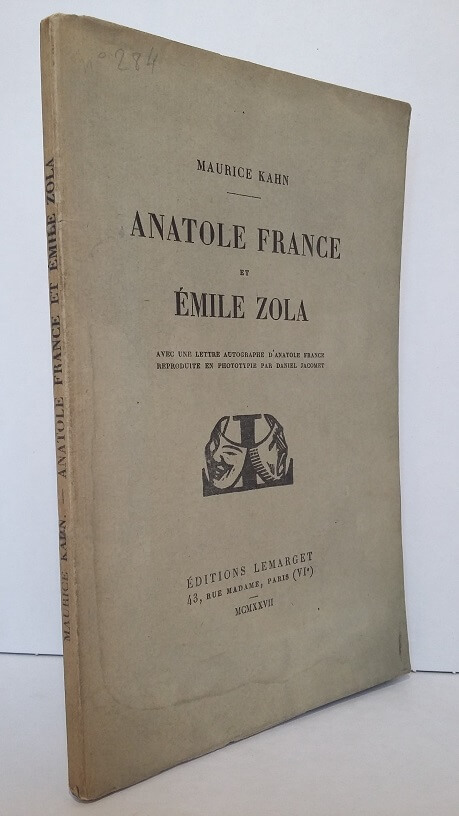 n° 284
MAURICE KAHN
ANATOLE FRANCE
ET
ÉMILE ZOLA
AVEC UNE LETTRE AUTOGRAPHE D'ANATOLE FRANCE
REPRODUITE EN PHOTOTYPIE PAR DANIEL JACOMET
ÉDITIONS LEMARGET
43, RUE MADAME, PARIS (VIe)
MCMXXVII
MAURICE KAHN. — ANATOLE FRANCE ET ÉMILE ZOLA